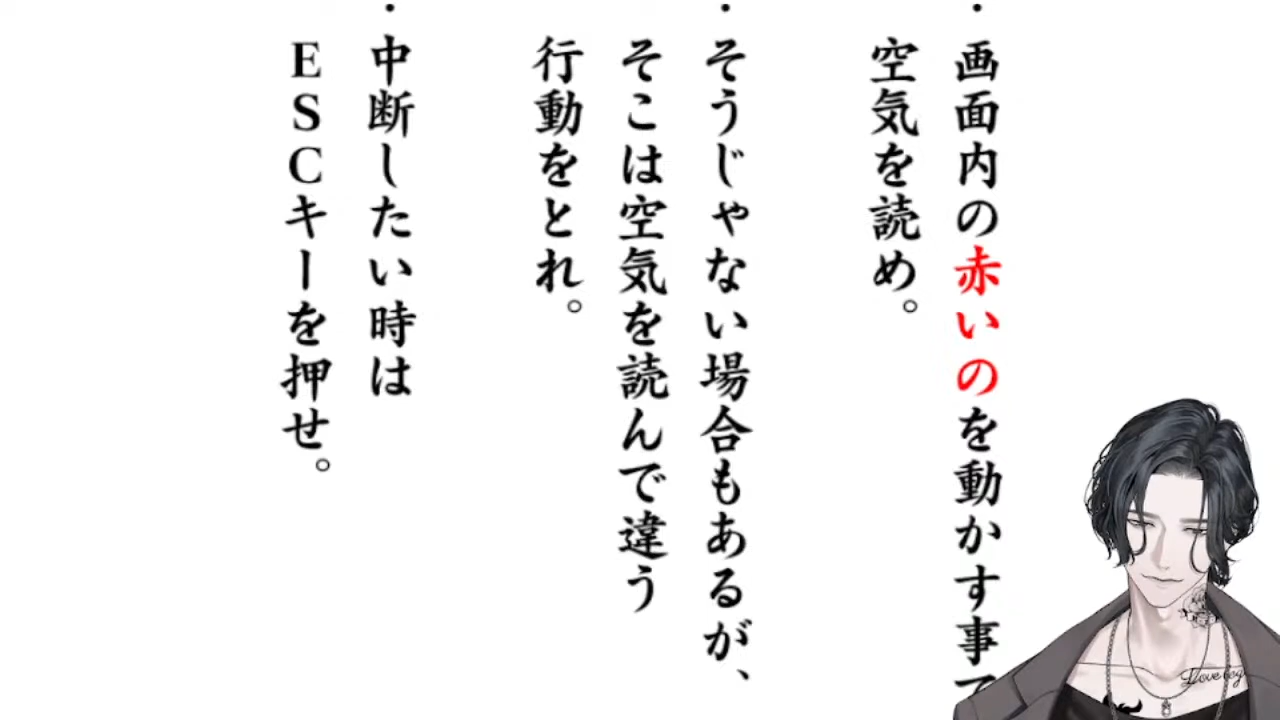 ・画面内の赤いのを動かす事で
空気を読め。
・そうじゃない場合もあるが、
そこは空気を読んで違う
行動をとれ。
・中断したい時は
ESCキーを押せ。
Love boy